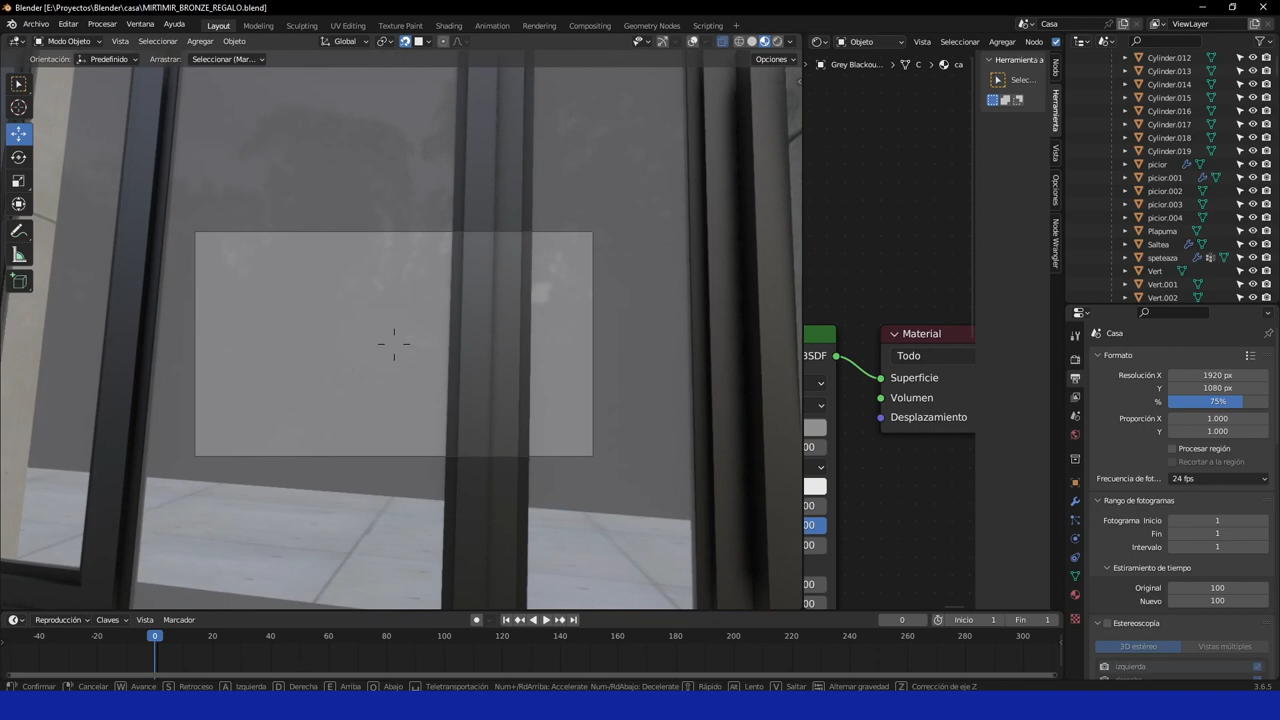 Blender [E:\Proyectos\Blender\casa\MIRTIMIR_BRONZE_REGALO.blend]
Archivo Editar Procesar Ventana Ayuda Layout Modeling Sculpting UV Editing Texture Paint Shading Animation Rendering Compositing Geometry Nodes Scripting Casa ViewLayer
Modo Objeto Vista Seleccionar Agregar Objeto Global Objeto Vista Seleccionar Agregar Nodo
Orientación: Predefinido Arrastrar: Seleccionar (Mar... Opciones
Grey Blackou... C ca
Herramienta a
Selec...
Nodo
Herramienta
Vista
Opciones
Node Wrangler
Cylinder.012
Cylinder.013
Cylinder.014
Cylinder.015
Cylinder.016
Cylinder.017
Cylinder.018
Cylinder.019
picior
picior.001
picior.002
picior.003
picior.004
Plapuma
Saltea
speteaza
Vert
Vert.001
Vert.002
Material
BSDF Todo
Superficie
Volumen
Desplazamiento
00
00
00
00
00
00
Casa
Formato
Resolución X 1920 px
Y 1080 px
% 75%
Proporción X 1.000
Y 1.000
Procesar región
Recortar a la región
Frecuencia de fot... 24 fps
Rango de fotogramas
Fotograma Inicio 1
Fin 1
Intervalo 1
Estiramiento de tiempo
Original 100
Nuevo 100
Estereoscopía
3D estéreo Vistas múltiples
izquierda
Reproducción Claves Vista Marcador 0 Inicio 1 Fin 1
-40 -20 0 20 40 60 80 100 120 140 160 180 200 220 240 260 280 300
Confirmar Cancelar W Avance S Retroceso A Izquierda D Derecha E Arriba Q Abajo Teletransportación Num+/RdArriba: Accelerate Num-/RdAbajo: Decelerate Rápido Alt Lento V Saltar Alternar gravedad Z Corrección de eje Z 3.6.5